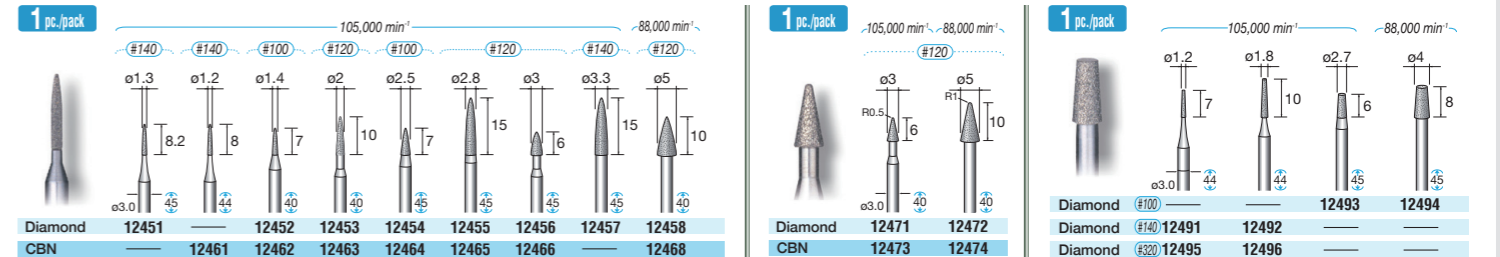 1 pc./pack
105,000 min-1 88,000 min-1
#140 #140 #100 #120 #100 #120 #140 #120
ø1.3 ø1.2 ø1.4 ø2 ø2.5 ø2.8 ø3 ø3.3 ø5
8.2 8 7 10 7 15 6 15 10
ø3.0 45 44 40 40 45 45 45 45 40
Diamond 12451 — 12452 12453 12454 12455 12456 12457 12458
CBN — 12461 12462 12463 12464 12465 12466 — 12468
1 pc./pack
105,000 min-1 88,000 min-1
#120
ø3 ø5
R0.5 6 R1 10
ø3.0 40 40
Diamond 12471 12472
CBN 12473 12474
1 pc./pack
105,000 min-1 88,000 min-1
ø1.2 ø1.8 ø2.7 ø4
7 10 6 8
ø3.0 44 44 45 45
Diamond #100 — — 12493 12494
Diamond #140 12491 12492 — —
Diamond #320 12495 12496 — —